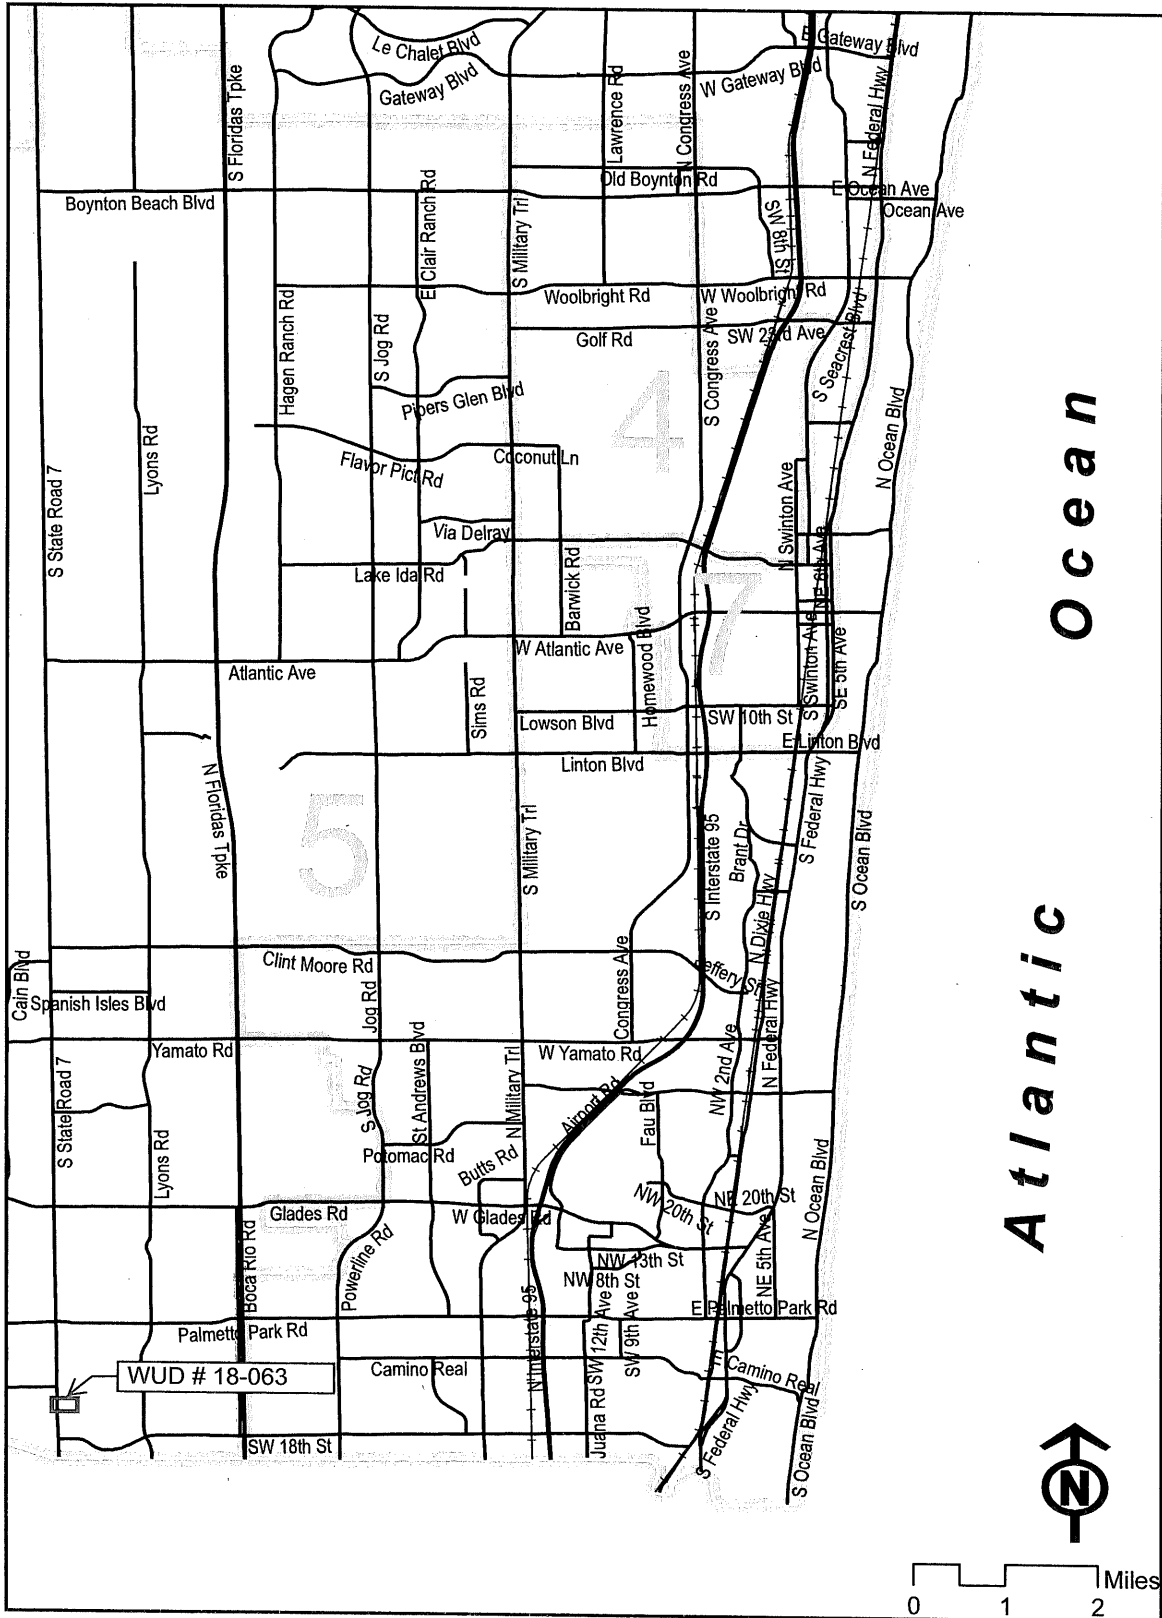 Le Chalet Blvd
E Gateway Blvd
Gateway Blvd
W Gateway Blvd
S Floridas Tpke
Lawrence Rd
N Congress Ave
N Federal Hwy
Old Boynton Rd
E Ocean Ave
Ocean Ave
Boynton Beach Blvd
El Clair Ranch Rd
S Military Trl
SW 8th St
Woolbright Rd
W Woolbright Rd
Hagen Ranch Rd
S Jog Rd
Golf Rd
S Congress Ave
SW 23rd Ave
S Seacrest Blvd
Pipers Glen Blvd
4
N Ocean Blvd
Lyons Rd
S State Road 7
Flavor Pict Rd
Coconut Ln
N Swinton Ave
Via Delray
Lake Ida Rd
Barwick Rd
7
NE 6th Ave
Ocean
W Atlantic Ave
Homewood Blvd
S Swinton Ave
SE 5th Ave
Atlantic Ave
Sims Rd
Lowson Blvd
SW 10th St
E Linton Blvd
Linton Blvd
N Floridas Tpke
5
S Military Trl
S Interstate 95
Brant Dr
S Federal Hwy
S Ocean Blvd
N Dixie Hwy
Atlantic
Cain Blvd
Clint Moore Rd
Congress Ave
Jeffery St
Spanish Isles Blvd
Jog Rd
N Federal Hwy
Yamato Rd
W Yamato Rd
S State Road 7
S Jog Rd
St Andrews Blvd
N Military Trl
Airport Rd
Fau Blvd
NW 2nd Ave
Lyons Rd
Potomac Rd
Butts Rd
N Ocean Blvd
NW 20th St
NE 20th St
Glades Rd
W Glades Rd
Boca Rio Rd
Powerline Rd
NW 13th St
NE 5th Ave
NW 8th St
N Interstate 95
SW 12th Ave
SW 9th Ave
E Palmetto Park Rd
Palmetto Park Rd
WUD # 18-063
Camino Real
Camino Real
Juana Rd
SW 18th St
S Federal Hwy
S Ocean Blvd
N
Miles
0 1 2